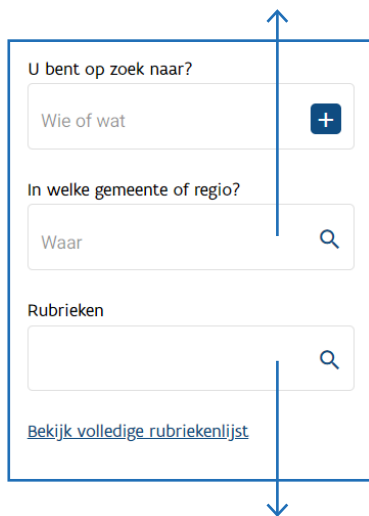 U bent op zoek naar?
Wie of wat
In welke gemeente of regio?
Waar
Rubrieken
Bekijk volledige rubriekenlijst